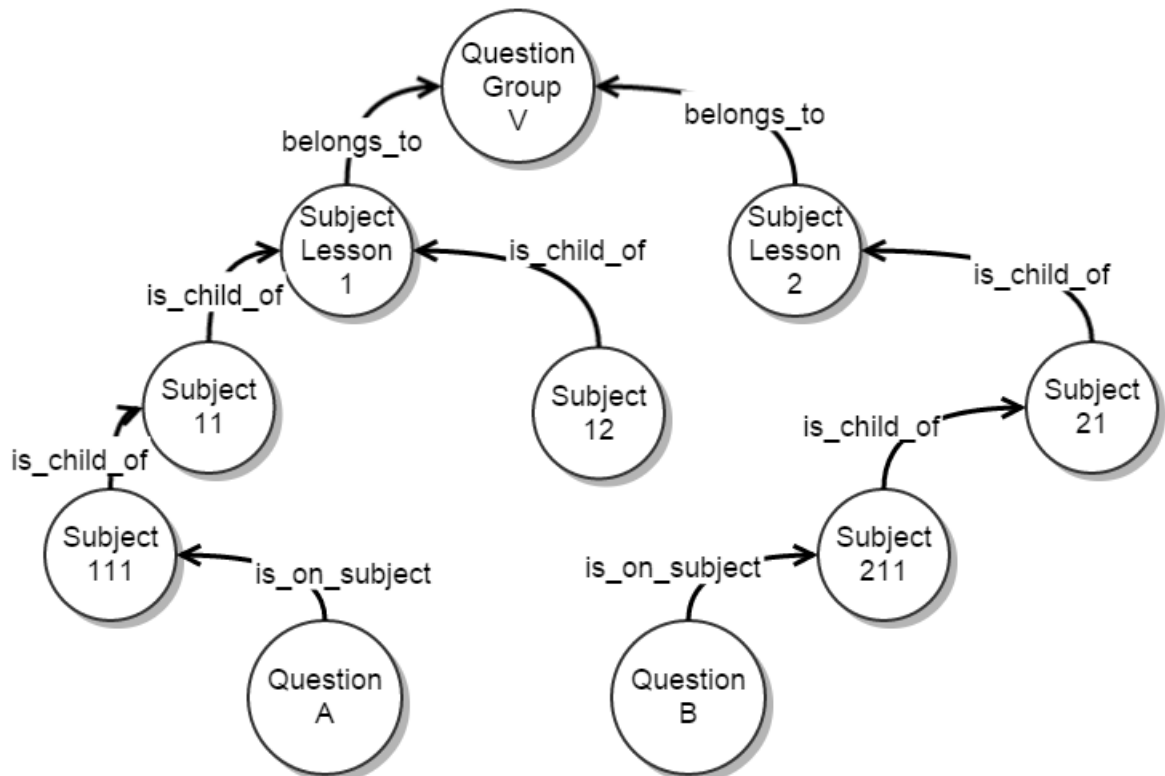 Question
Group
V
belongs_to
belongs_to
Subject
Lesson
1
is_child_of
Subject
Lesson
2
is_child_of
is_child_of
Subject
11
Subject
12
Subject
21
is_child_of
is_child_of
Subject
111
is_on_subject
is_on_subject
Subject
211
Question
A
Question
B